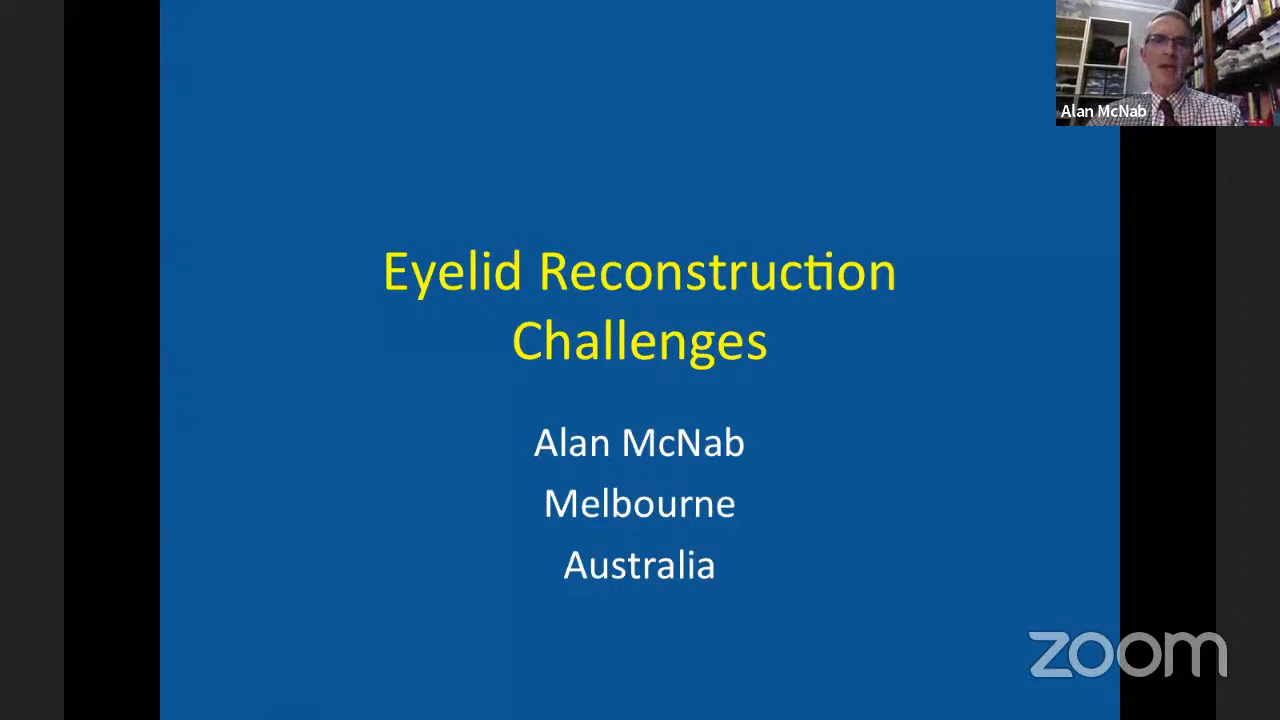 Alan McNab
Eyelid Reconstruction
Challenges
Alan McNab
Melbourne
Australia
zoom